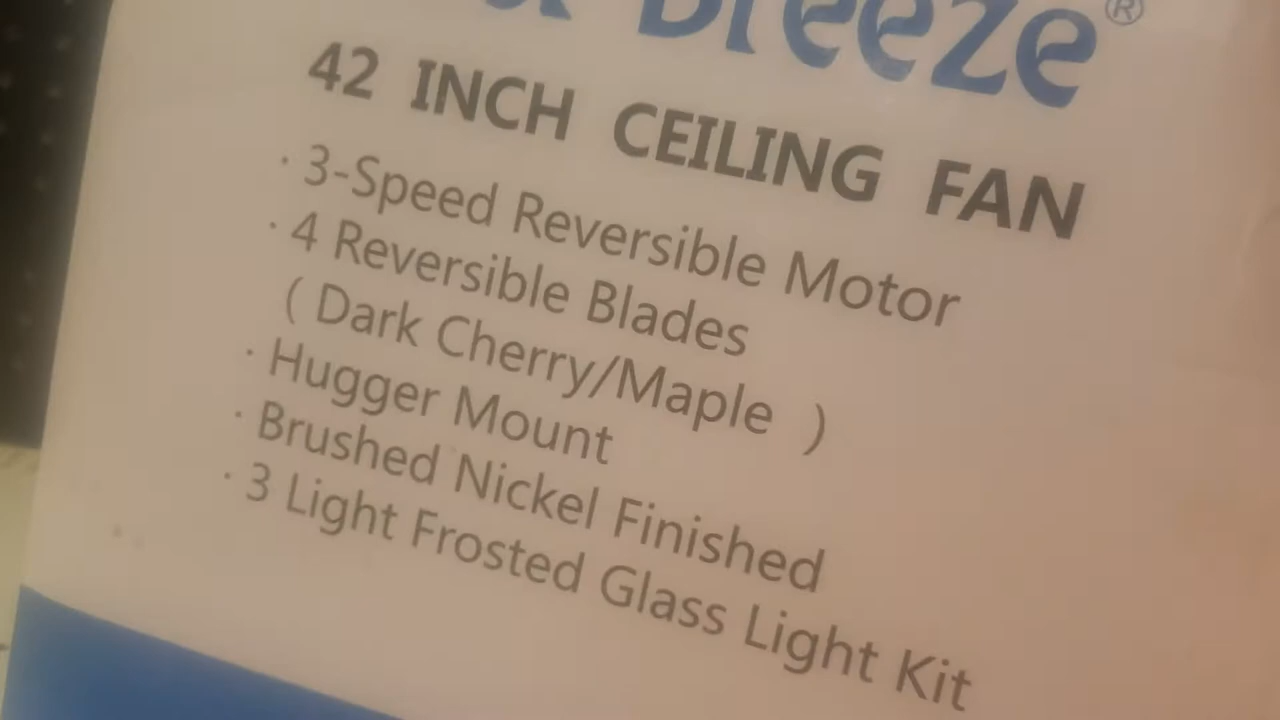 Breeze®
42 INCH CEILING FAN
· 3-Speed Reversible Motor
· 4 Reversible Blades
( Dark Cherry/Maple )
· Hugger Mount
· Brushed Nickel Finished
· 3 Light Frosted Glass Light Kit